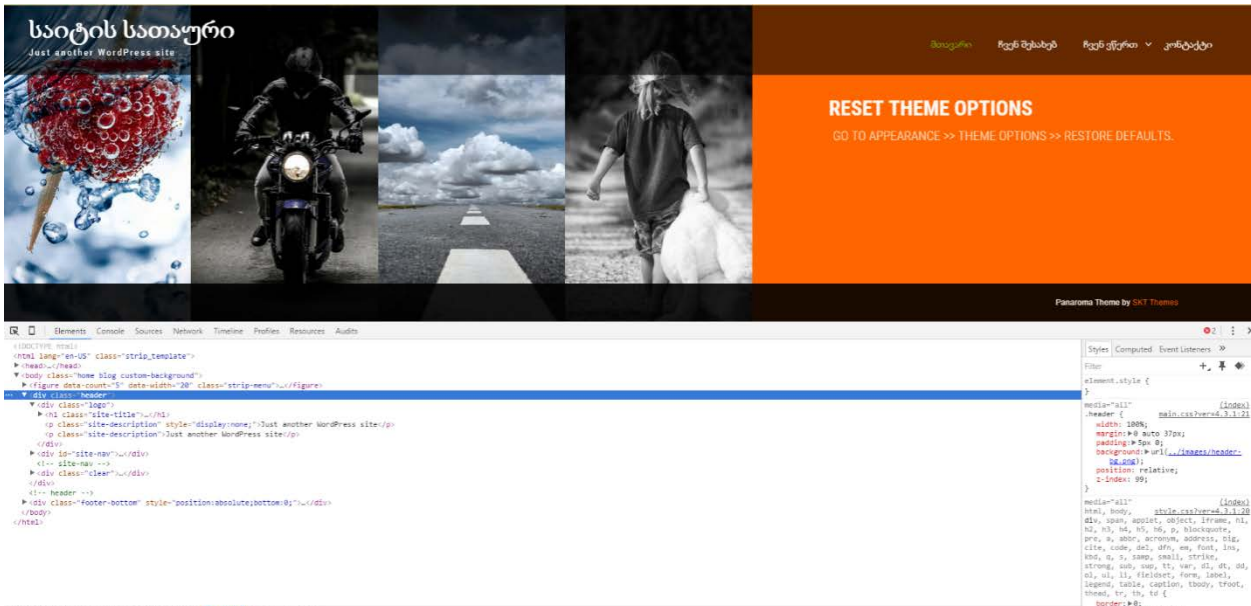 საიტის სათაური
Just another WordPress site
მთავარი ჩვენ შესახებ ჩვენ ვწერთ კონტაქტი
RESET THEME OPTIONS
GO TO APPEARANCE >> THEME OPTIONS >> RESTORE DEFAULTS.
Panaroma Theme by SKT Themes
Elements Console Sources Network Timeline Profiles Resources Audits
2
<!DOCTYPE html>
<html lang="en-US" class="strip_template">
<head>…</head>
<body class="home blog custom-background">
<figure data-count="5" data-width="20" class="strip-menu">…</figure>
<div class="header">
<div class="logo">
<h1 class="site-title">…</h1>
<p class="site-description" style="display:none;">Just another WordPress site</p>
<p class="site-description">Just another WordPress site</p>
</div>
<div id="site-nav">…</div>
<!-- site-nav -->
<div class="clear">…</div>
</div>
<!-- header -->
<div class="footer-bottom" style="position:absolute;bottom:0;">…</div>
</body>
</html>
Styles Computed Event Listeners »
Filter
element.style {
}
media="all" (index)
.header { main.css?ver=4.3.1:21
width: 100%;
margin: 0 auto 37px;
padding: 5px 0;
background: url(../images/header-
bg.png);
position: relative;
z-index: 99;
}
media="all" (index)
html, body, style.css?ver=4.3.1:20
div, span, applet, object, iframe, h1,
h2, h3, h4, h5, h6, p, blockquote,
pre, a, abbr, acronym, address, big,
cite, code, del, dfn, em, font, ins,
kbd, q, s, samp, small, strike,
strong, sub, sup, tt, var, dl, dt, dd,
ol, ul, li, fieldset, form, label,
legend, table, caption, tbody, tfoot,
thead, tr, th, td {
border: 0;